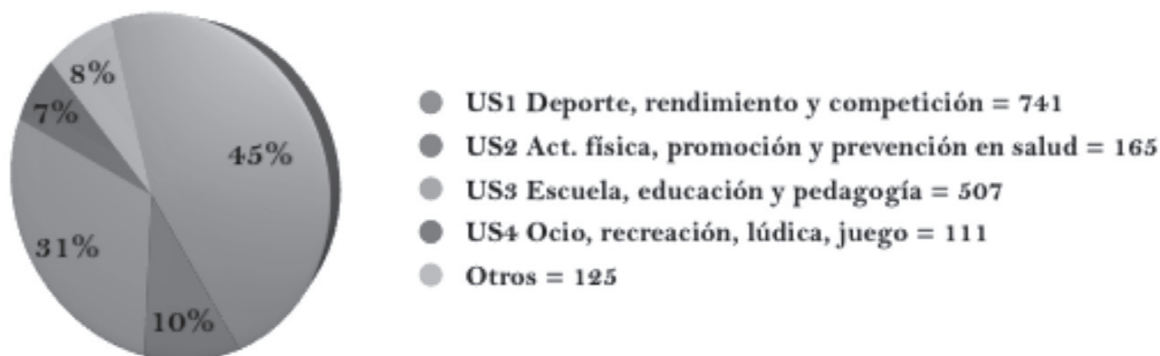 8%
7%
45%
31%
10%
US1 Deporte, rendimiento y competición = 741
US2 Act. física, promoción y prevención en salud = 165
US3 Escuela, educación y pedagogía = 507
US4 Ocio, recreación, lúdica, juego = 111
Otros = 125